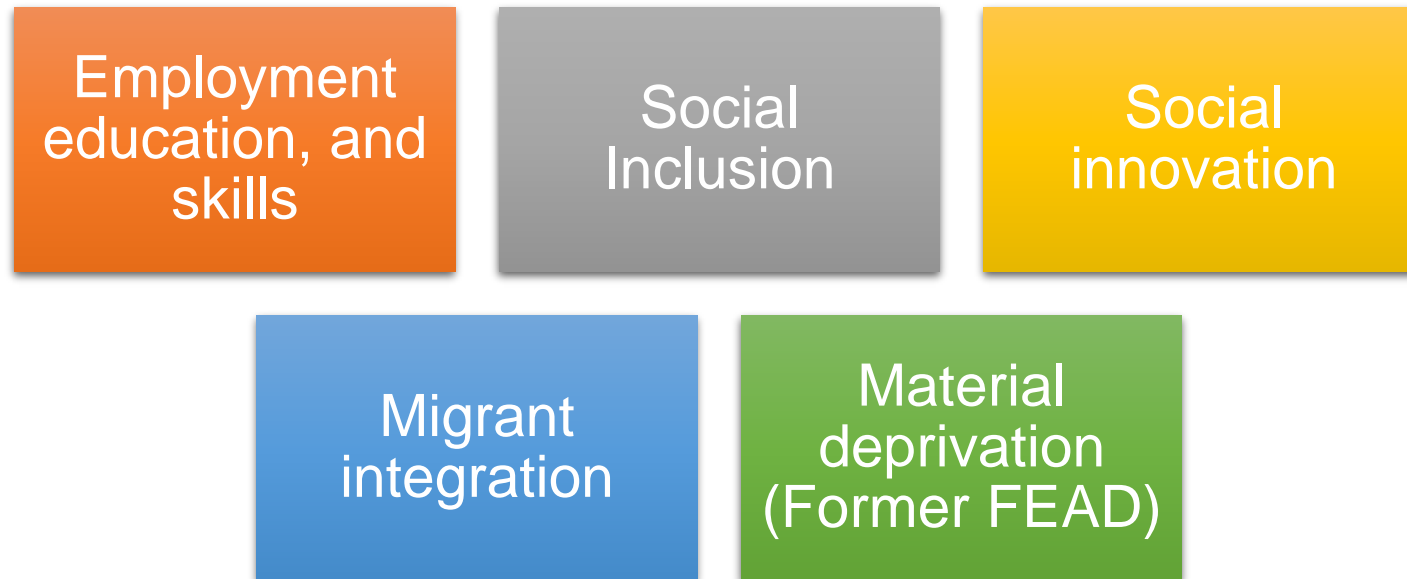 Employment
education, and
skills
Social
Inclusion
Social
innovation
Migrant
integration
Material
deprivation
(Former FEAD)